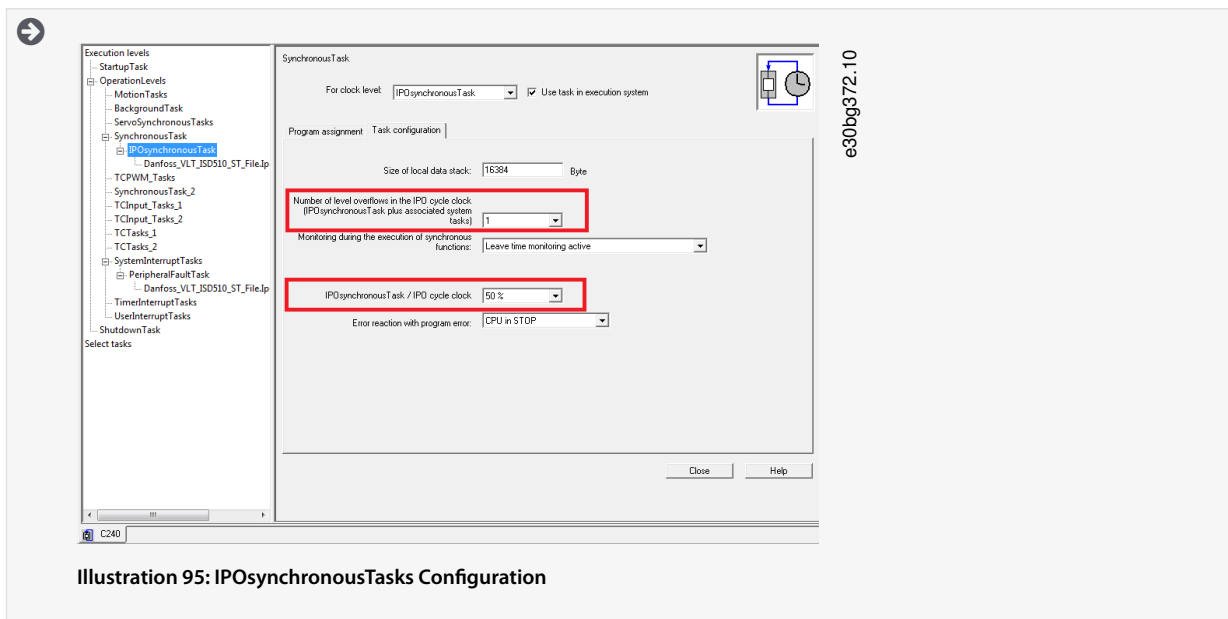 Execution levels
StartupTask
OperationLevels
MotionTasks
BackgroundTask
ServoSynchronousTasks
SynchronousTask
IPOsynchronousTask
Danfoss_VLT_ISD510_ST_File.Ip
TCPWM_Tasks
SynchronousTask_2
TCInput_Tasks_1
TCInput_Tasks_2
TCTasks_1
TCTasks_2
SystemInterruptTasks
PeripheralFaultTask
Danfoss_VLT_ISD510_ST_File.Ip
TimerInterruptTasks
UserInterruptTasks
ShutdownTask
Select tasks
C240
SynchronousTask
For clock level: IPOsynchronousTask Use task in execution system
Program assignment Task configuration
Size of local data stack: 16384 Byte
Number of level overflows in the IPO cycle clock
(IPOsynchronousTask plus associated system
tasks) 1
Monitoring during the execution of synchronous
functions: Leave time monitoring active
IPOsynchronousTask / IPO cycle clock 50 %
Error reaction with program error: CPU in STOP
Close Help
e30bg372.10
Illustration 95: IPOsynchronousTasks Configuration